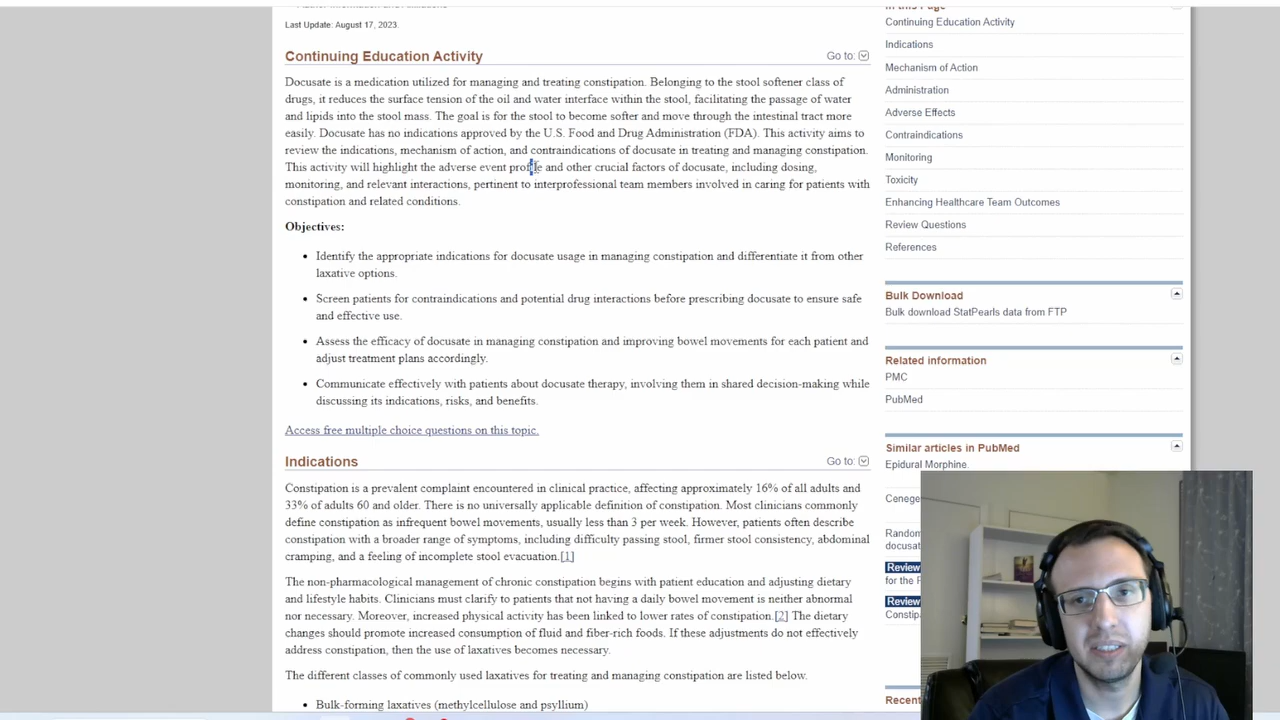 Last Update: August 17, 2023.
Continuing Education Activity
Go to:
Docusate is a medication utilized for managing and treating constipation. Belonging to the stool softener class of
drugs, it reduces the surface tension of the oil and water interface within the stool, facilitating the passage of water
and lipids into the stool mass. The goal is for the stool to become softer and move through the intestinal tract more
easily. Docusate has no indications approved by the U.S. Food and Drug Administration (FDA). This activity aims to
review the indications, mechanism of action, and contraindications of docusate in treating and managing constipation.
This activity will highlight the adverse event profile and other crucial factors of docusate, including dosing,
monitoring, and relevant interactions, pertinent to interprofessional team members involved in caring for patients with
constipation and related conditions.
Objectives:
• Identify the appropriate indications for docusate usage in managing constipation and differentiate it from other
laxative options.
• Screen patients for contraindications and potential drug interactions before prescribing docusate to ensure safe
and effective use.
• Assess the efficacy of docusate in managing constipation and improving bowel movements for each patient and
adjust treatment plans accordingly.
• Communicate effectively with patients about docusate therapy, involving them in shared decision-making while
discussing its indications, risks, and benefits.
Access free multiple choice questions on this topic.
Indications
Go to:
Constipation is a prevalent complaint encountered in clinical practice, affecting approximately 16% of all adults and
33% of adults 60 and older. There is no universally applicable definition of constipation. Most clinicians commonly
define constipation as infrequent bowel movements, usually less than 3 per week. However, patients often describe
constipation with a broader range of symptoms, including difficulty passing stool, firmer stool consistency, abdominal
cramping, and a feeling of incomplete stool evacuation.[1]
The non-pharmacological management of chronic constipation begins with patient education and adjusting dietary
and lifestyle habits. Clinicians must clarify to patients that not having a daily bowel movement is neither abnormal
nor necessary. Moreover, increased physical activity has been linked to lower rates of constipation.[2] The dietary
changes should promote increased consumption of fluid and fiber-rich foods. If these adjustments do not effectively
address constipation, then the use of laxatives becomes necessary.
The different classes of commonly used laxatives for treating and managing constipation are listed below.
• Bulk-forming laxatives (methylcellulose and psyllium)
Continuing Education Activity
Indications
Mechanism of Action
Administration
Adverse Effects
Contraindications
Monitoring
Toxicity
Enhancing Healthcare Team Outcomes
Review Questions
References
Bulk Download
Bulk download StatPearls data from FTP
Related information
PMC
PubMed
Similar articles in PubMed
Epidural Morphine.
Cenege
Random
docusat
Review
for the P
Review
Constipa
Recent